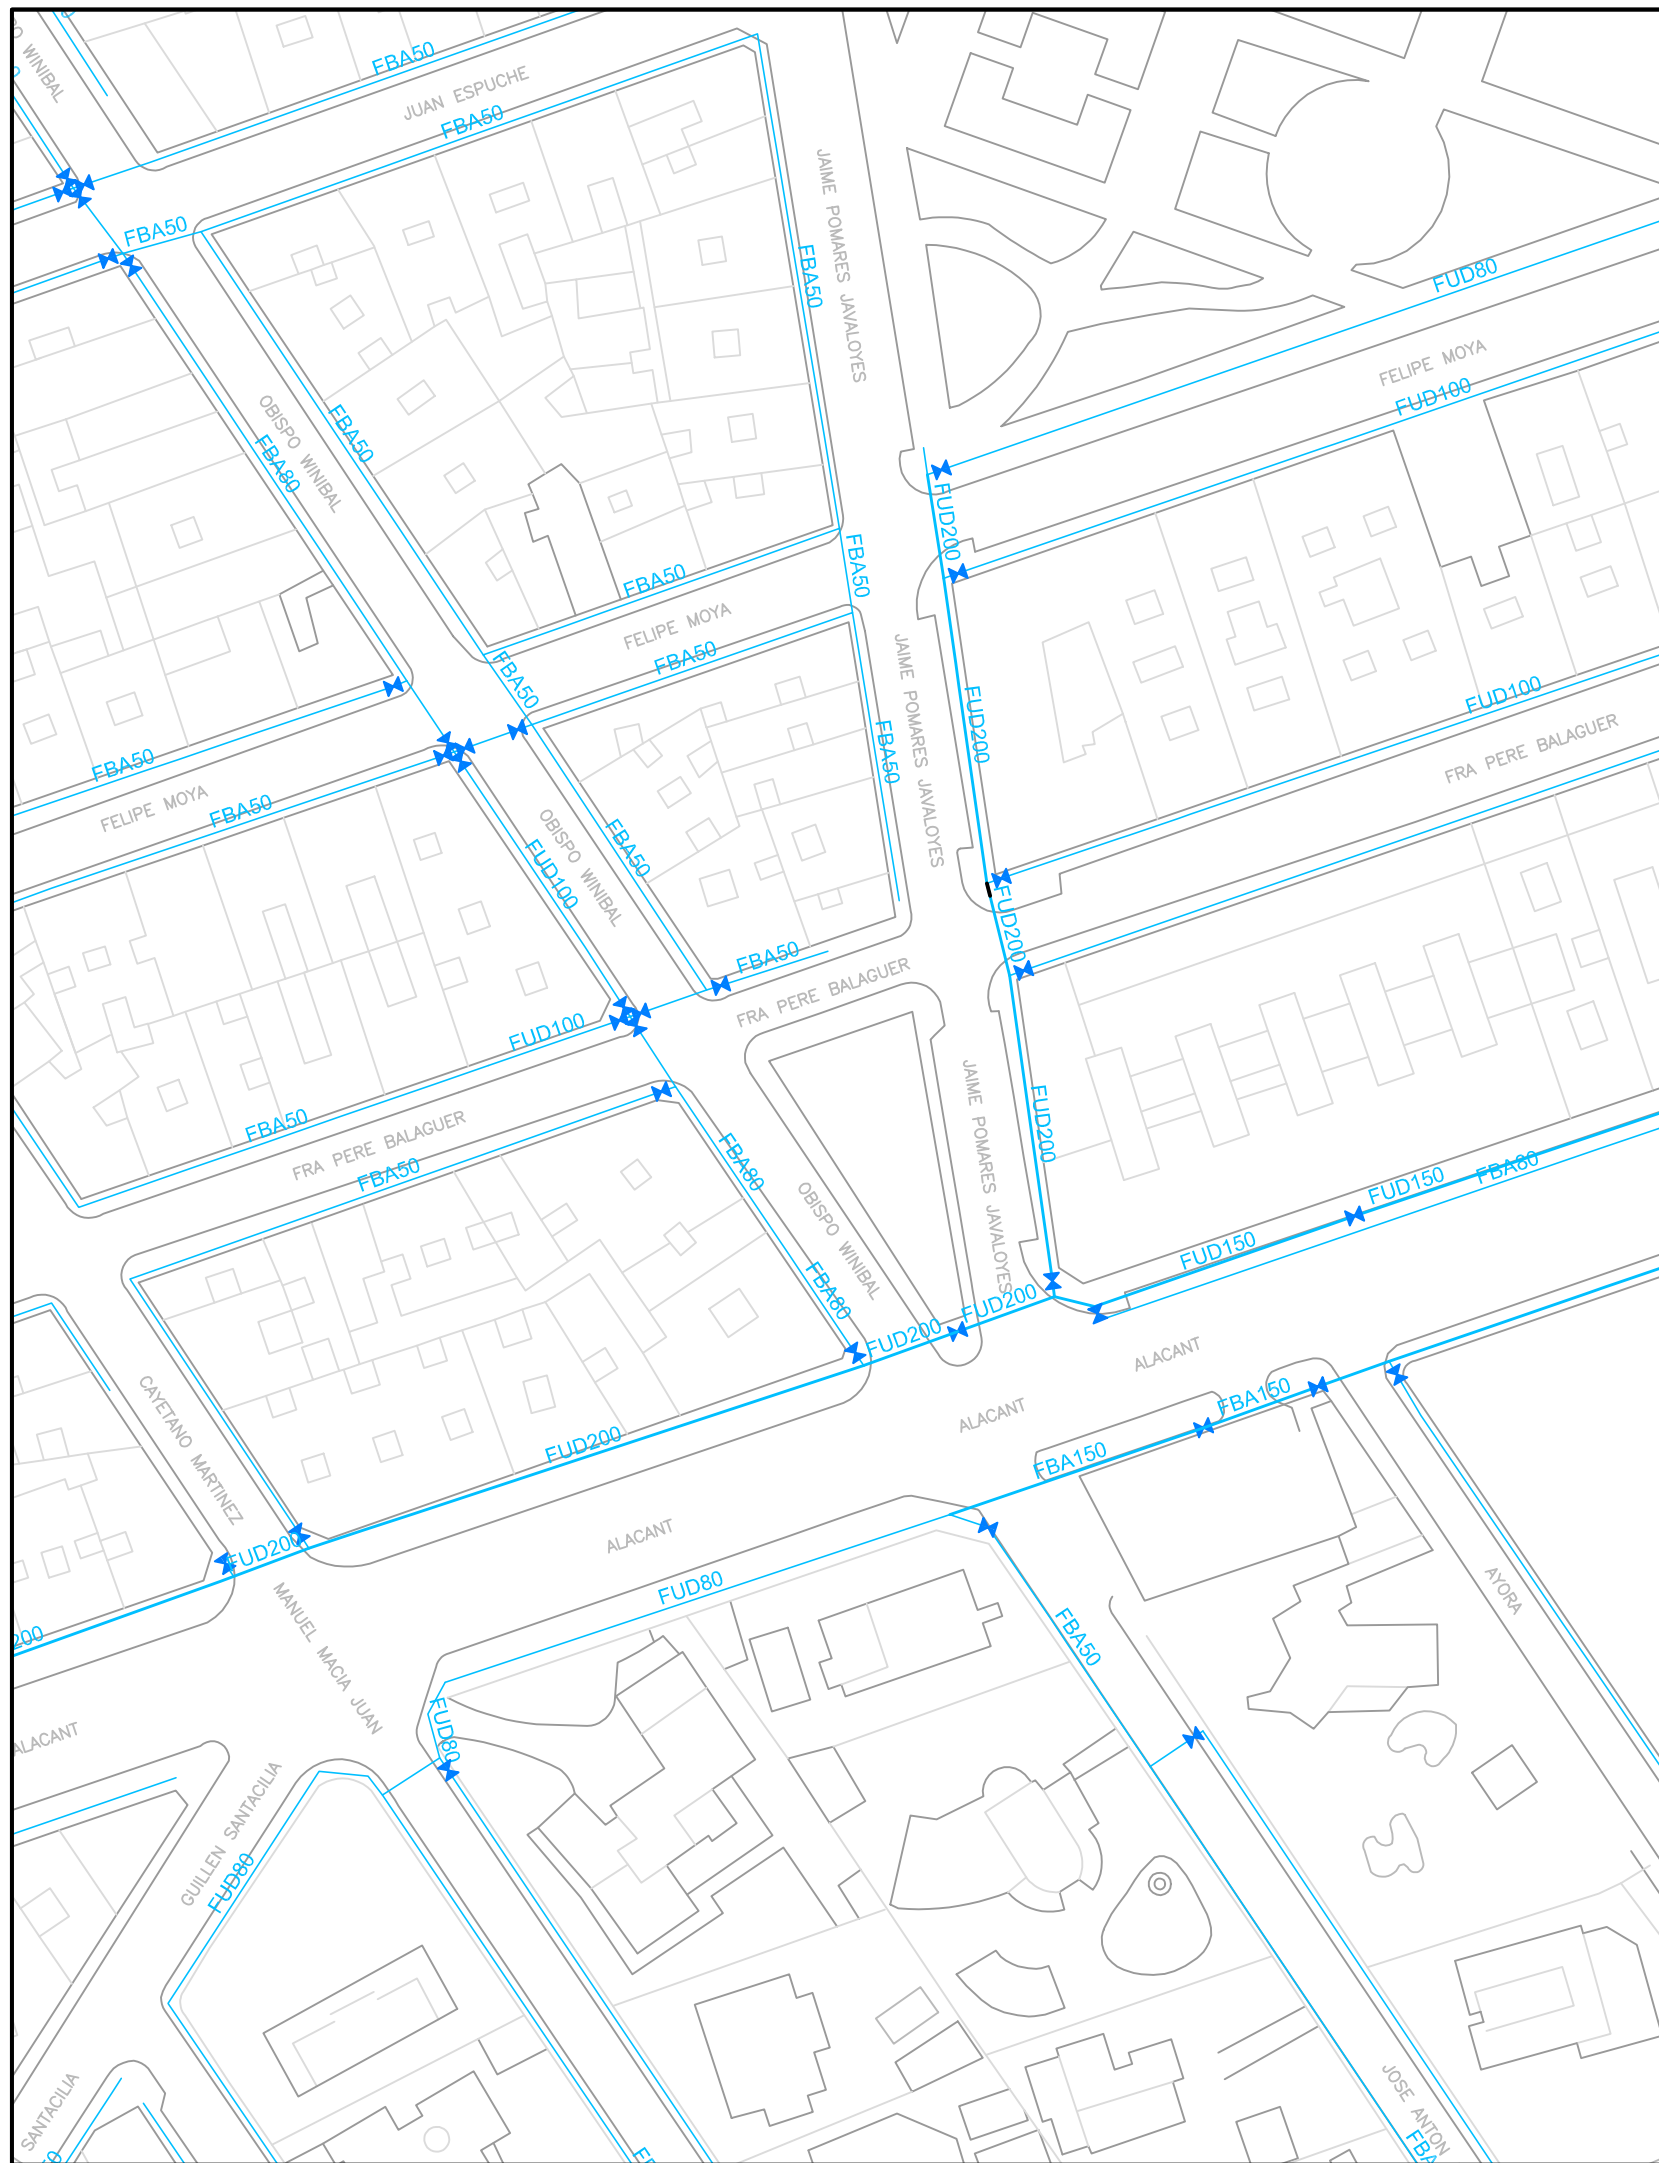 WINIBAL
FBA50
JUAN ESPUCHE
FBA50
JAIME POMARES JAVALOYES
FBA50
FBA50
FUD80
FELIPE MOYA
FUD100
OBISPO WINIBAL
FBA50
FBA80
FUD200
FBA50
FBA50
FELIPE MOYA
FBA50
FBA50
JAIME POMARES JAVALOYES
FUD200
FUD100
FRA PERE BALAGUER
FBA50
FBA50
FELIPE MOYA
FBA50
OBISPO WINIBAL
FBA50
FUD100
FUD200
FBA50
FRA PERE BALAGUER
FUD100
JAIME POMARES JAVALOYES
FUD200
FBA50
FRA PERE BALAGUER
FBA50
FBA80
OBISPO WINIBAL
FUD150
FBA80
FUD150
FBA80
FUD200
FUD200
ALACANT
CAYETANO MARTINEZ
FBA150
ALACANT
FUD200
FBA150
ALACANT
FUD200
FUD80
AYORA
MANUEL MACIA JUAN
FBA50
200
FUD80
ALACANT
GUILLEN SANTACILIA
FUD80
SANTACILIA
JOSE ANTON
FBA